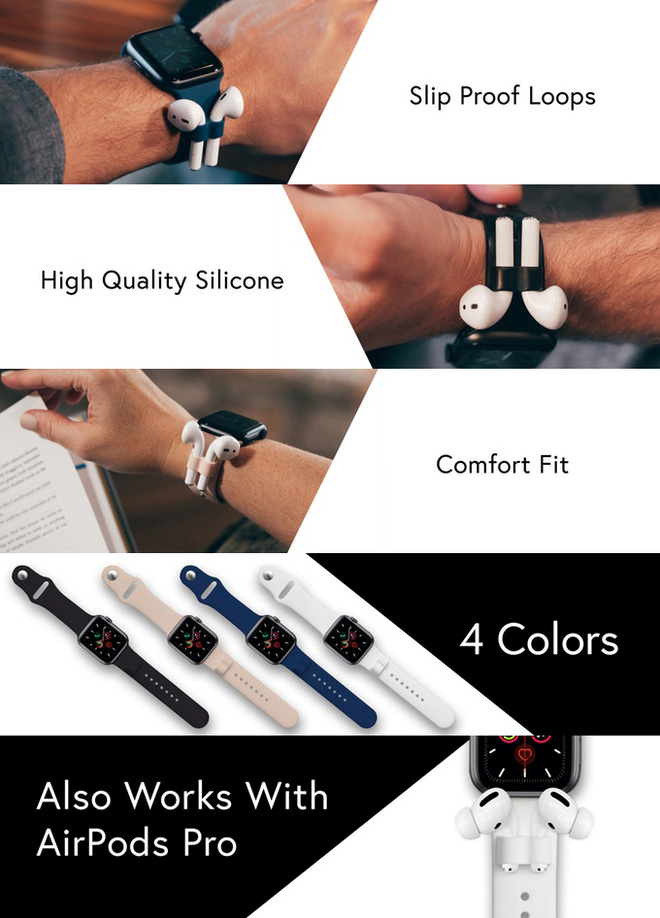 Slip Proof Loops
High Quality Silicone
Comfort Fit
4 Colors
Also Works With
AirPods Pro